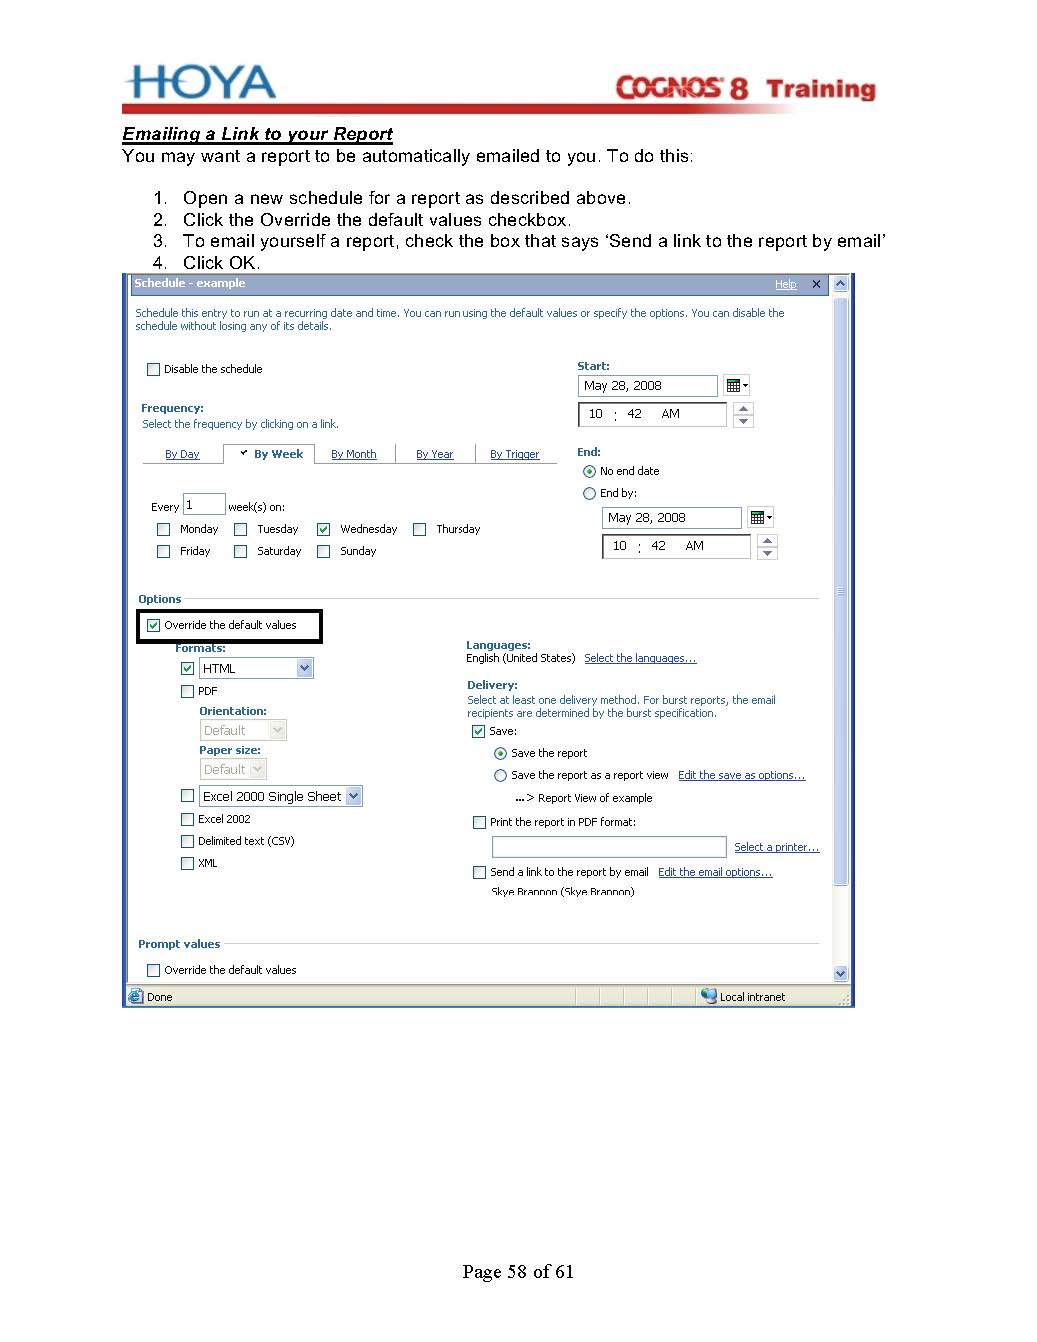 HOYA
COGNOS 8 Training
Emailing a Link to your Report
You may want a report to be automatically emailed to you. To do this:
1. Open a new schedule for a report as described above.
2. Click the Override the default values checkbox.
3. To email yourself a report, check the box that says ‘Send a link to the report by email’
4. Click OK.
Schedule - example
Help
Schedule this entry to run at a recurring date and time. You can run using the default values or specify the options. You can disable the
schedule without losing any of its details.
Disable the schedule
Frequency:
Select the frequency by clicking on a link.
By Day By Week By Month By Year By Trigger
Every 1 week(s) on:
Monday Tuesday Wednesday Thursday
Friday Saturday Sunday
Start:
May 28, 2008
10 : 42 AM
End:
No end date
End by:
May 28, 2008
10 : 42 AM
Options
Override the default values
Formats:
HTML
PDF
Orientation:
Default
Paper size:
Default
Excel 2000 Single Sheet
Excel 2002
Delimited text (CSV)
XML
Languages:
English (United States) Select the languages...
Delivery:
Select at least one delivery method. For burst reports, the email
recipients are determined by the burst specification.
Save:
Save the report
Save the report as a report view Edit the save as options...
...> Report View of example
Print the report in PDF format:
Select a printer...
Send a link to the report by email Edit the email options...
Skye Brannon (Skye Brannon)
Prompt values
Override the default values
Done
Local intranet
Page 58 of 61